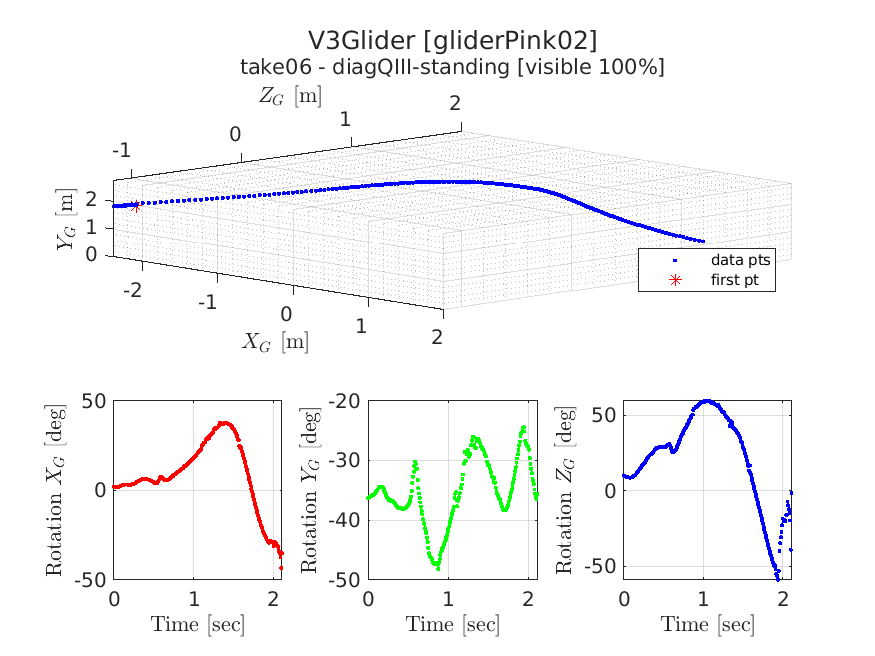 V3Glider [gliderPink02]
take06 - diagQIII-standing [visible 100%]
Z_G [m]
-1 0 1 2
Y_G [m]
2
1
0
-2 -1 0 1 2
X_G [m]
data pts
first pt
Rotation X_G [deg]
50
0
-50
0 1 2
Time [sec]
Rotation Y_G [deg]
-20
-30
-40
-50
0 1 2
Time [sec]
Rotation Z_G [deg]
50
0
-50
0 1 2
Time [sec]